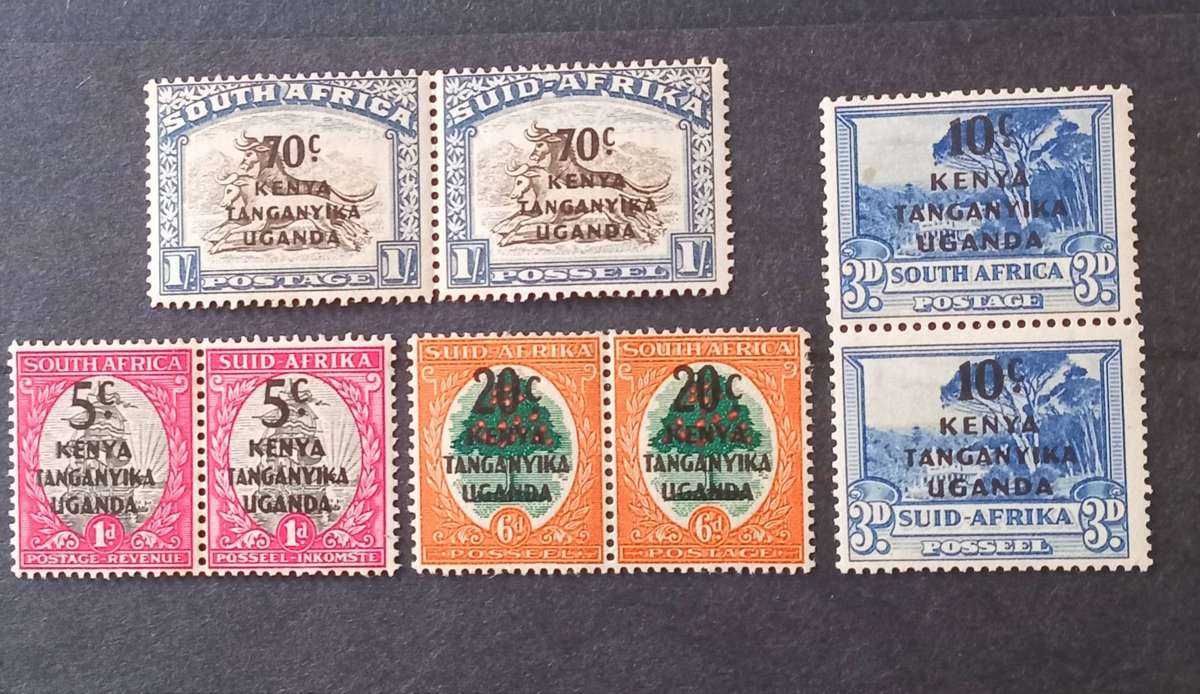 SOUTH AFRICA
70c.
KENYA
TANGANYIKA
UGANDA
1/- POSTAGE 1/-
SUID-AFRIKA
70c.
KENYA
TANGANYIKA
UGANDA
1/- POSSEEL 1/-
10c.
KENYA
TANGANYIKA
UGANDA
3D. SOUTH AFRICA 3D.
POSTAGE
10c.
KENYA
TANGANYIKA
UGANDA
3D. SUID-AFRIKA 3D.
POSSEEL
SOUTH AFRICA
5c.
KENYA
TANGANYIKA
UGANDA
1d
POSTAGE-REVENUE
SUID-AFRIKA
5c.
KENYA
TANGANYIKA
UGANDA
1d
POSSEEL-INKOMSTE
SUID-AFRIKA
20c
KENYA
TANGANYIKA
UGANDA
6d
POSSEEL
SOUTH AFRICA
20c
KENYA
TANGANYIKA
UGANDA
6d
POSTAGE